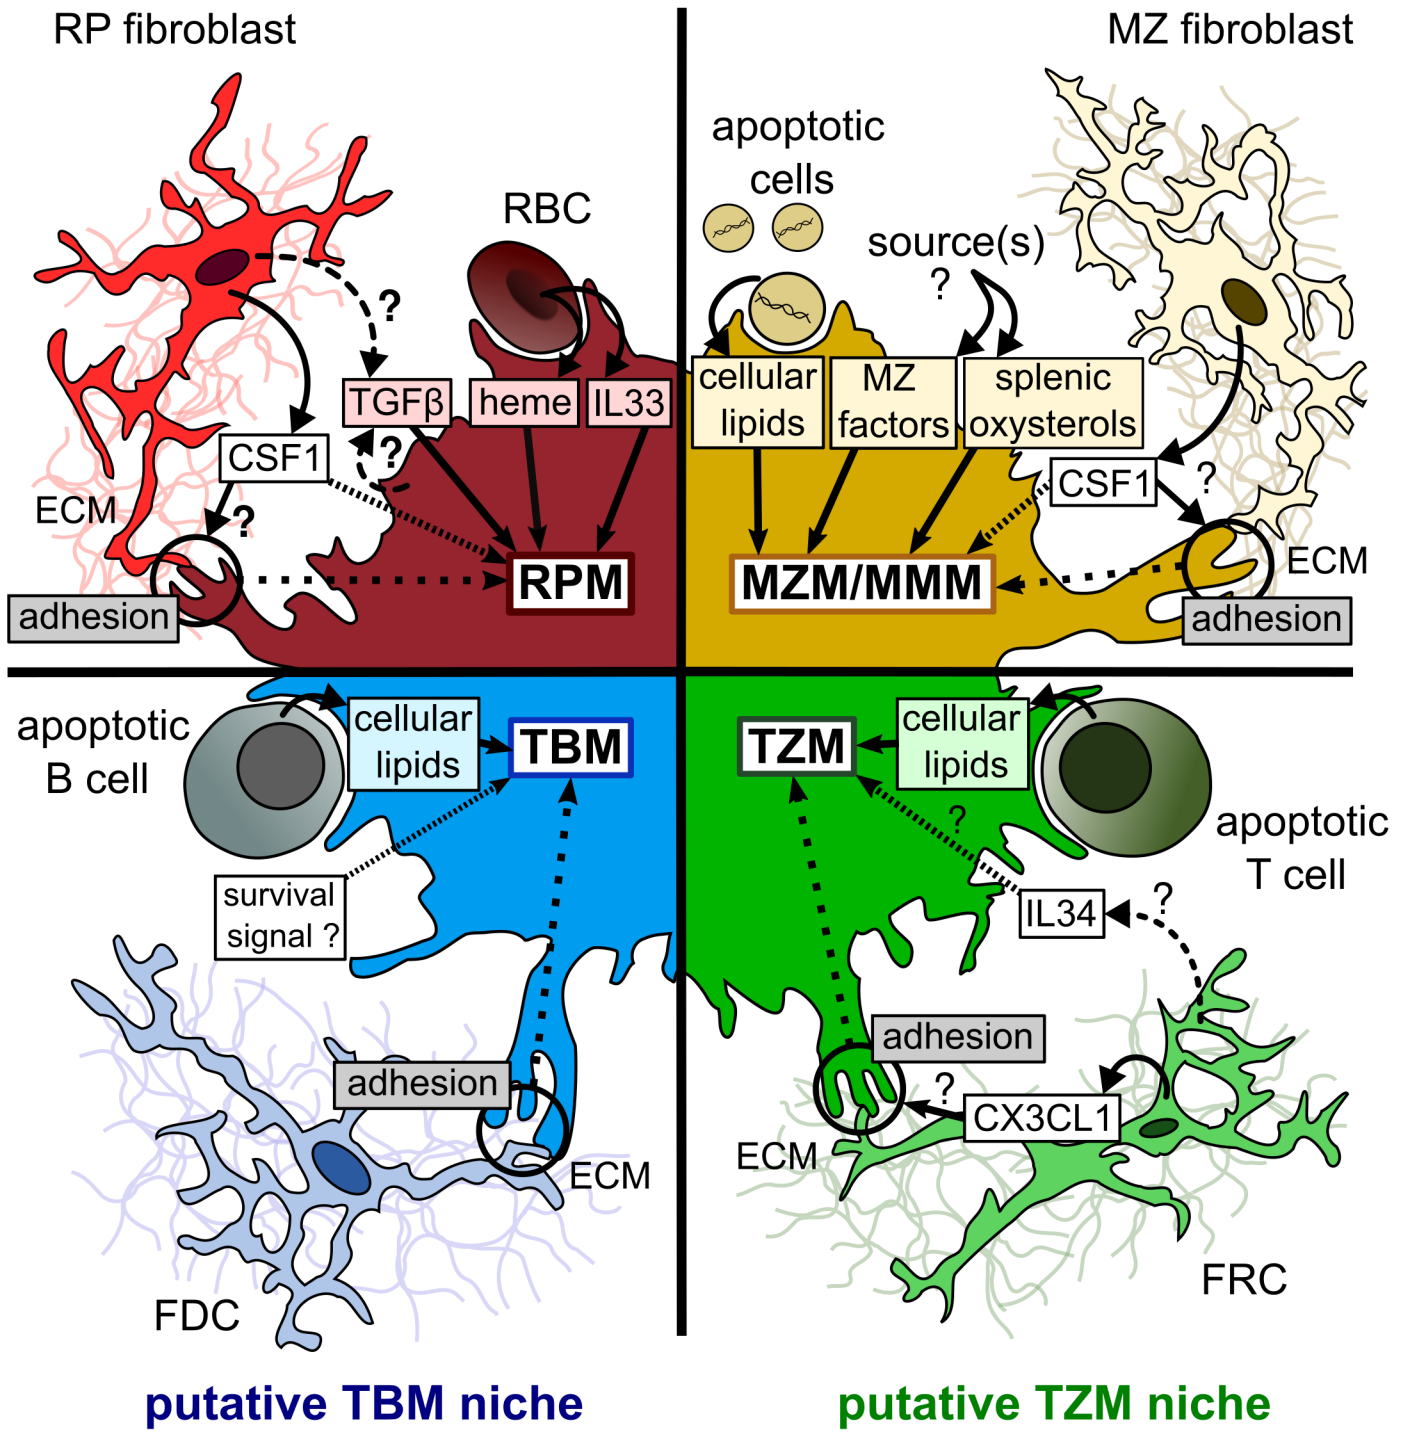 RP fibroblast
MZ fibroblast
apoptotic
cells
RBC
source(s)
?
?
TGFβ
heme
IL33
cellular
lipids
MZ
factors
splenic
oxysterols
CSF1
?
ECM
?
CSF1
?
ECM
RPM
MZM/MMM
adhesion
adhesion
apoptotic
B cell
cellular
lipids
TBM
TZM
cellular
lipids
apoptotic
T cell
?
survival
signal ?
IL34
?
adhesion
adhesion
?
CX3CL1
ECM
ECM
FDC
FRC
putative TBM niche
putative TZM niche